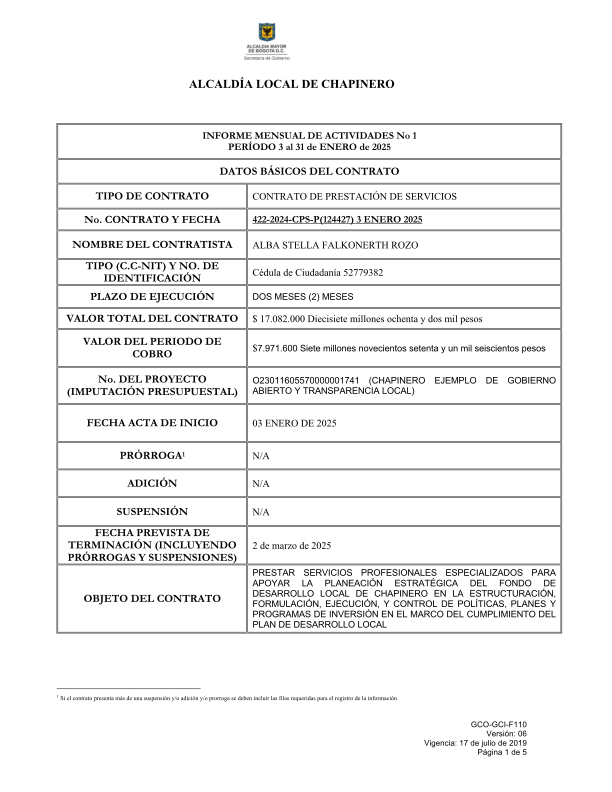 ALCALDÍA MAYOR
DE BOGOTÁ D.C.
Secretaría de Gobierno
ALCALDÍA LOCAL DE CHAPINERO
INFORME MENSUAL DE ACTIVIDADES No 1
PERÍODO 3 al 31 de ENERO de 2025
DATOS BÁSICOS DEL CONTRATO
TIPO DE CONTRATO
CONTRATO DE PRESTACIÓN DE SERVICIOS
No. CONTRATO Y FECHA
422-2024-CPS-P(124427) 3 ENERO 2025
NOMBRE DEL CONTRATISTA
ALBA STELLA FALKONERTH ROZO
TIPO (C.C-NIT) Y NO. DE
IDENTIFICACIÓN
Cédula de Ciudadanía 52779382
PLAZO DE EJECUCIÓN
DOS MESES (2) MESES
VALOR TOTAL DEL CONTRATO
$ 17.082.000 Diecisiete millones ochenta y dos mil pesos
VALOR DEL PERIODO DE
COBRO
$7.971.600 Siete millones novecientos setenta y un mil seiscientos pesos
No. DEL PROYECTO
(IMPUTACIÓN PRESUPUESTAL)
O23011605570000001741 (CHAPINERO EJEMPLO DE GOBIERNO
ABIERTO Y TRANSPARENCIA LOCAL)
FECHA ACTA DE INICIO
03 ENERO DE 2025
PRÓRROGA¹
N/A
ADICIÓN
N/A
SUSPENSIÓN
N/A
FECHA PREVISTA DE
TERMINACIÓN (INCLUYENDO
PRÓRROGAS Y SUSPENSIONES)
2 de marzo de 2025
OBJETO DEL CONTRATO
PRESTAR SERVICIOS PROFESIONALES ESPECIALIZADOS PARA
APOYAR LA PLANEACIÓN ESTRATÉGICA DEL FONDO DE
DESARROLLO LOCAL DE CHAPINERO EN LA ESTRUCTURACIÓN,
FORMULACIÓN, EJECUCIÓN, Y CONTROL DE POLÍTICAS, PLANES Y
PROGRAMAS DE INVERSIÓN EN EL MARCO DEL CUMPLIMIENTO DEL
PLAN DE DESARROLLO LOCAL
¹ Si el contrato presenta más de una suspensión y/o adición y/o prorroga se deben incluir las filas requeridas para el registro de la información
GCO-GCI-F110
Versión: 06
Vigencia: 17 de julio de 2019
Página 1 de 5